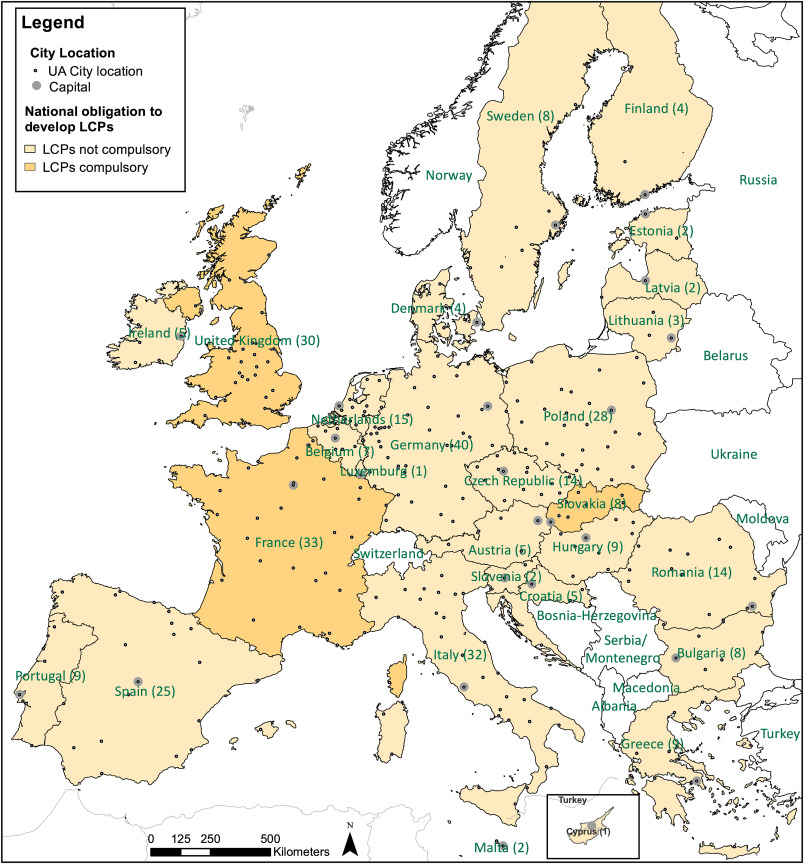 Legend
City Location
UA City location
Capital
National obligation to
develop LCPs
LCPs not compulsory
LCPs compulsory
Sweden (8)
Finland (4)
Norway
Russia
Estonia (2)
Latvia (2)
Denmark (4)
Lithuania (3)
Ireland (5)
United Kingdom (30)
Belarus
Netherlands (15)
Poland (28)
Germany (40)
Belgium (7)
Ukraine
Luxemburg (1)
Czech Republic (14)
Slovakia (8)
Moldova
France (33)
Switzerland
Austria (5)
Hungary (9)
Romania (14)
Slovenia (2)
Croatia (5)
Bosnia-Herzegovina
Serbia/
Montenegro
Bulgaria (8)
Italy (32)
Portugal (9)
Spain (25)
Macedonia
Albania
Turkey
Greece (9)
Turkey
Cyprus (1)
Malta (2)
N
0 125 250 500
Kilometers